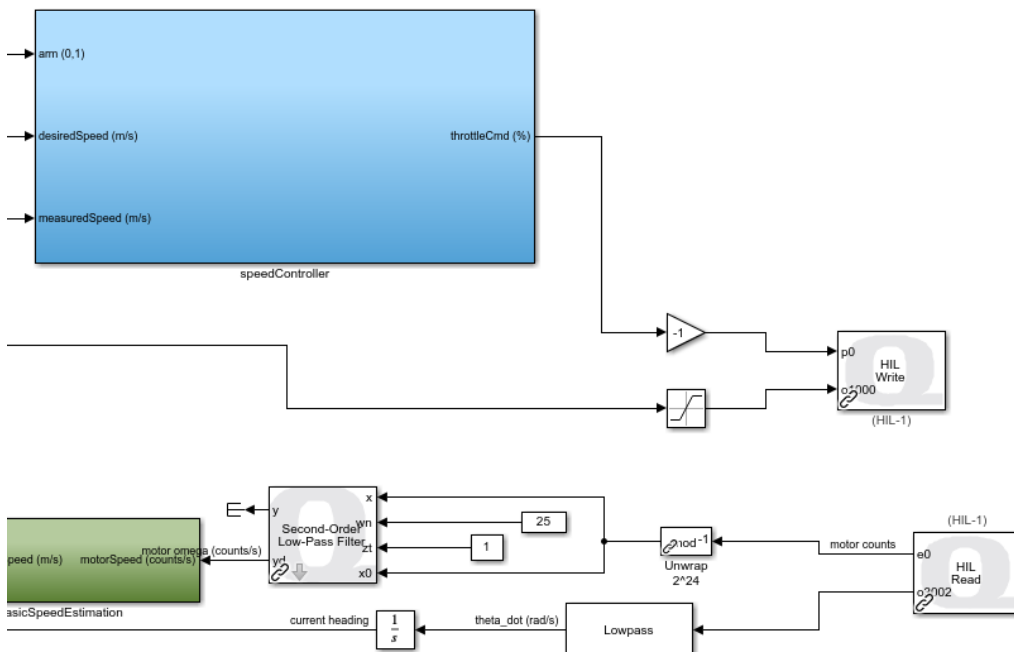 arm (0,1)
desiredSpeed (m/s)
throttleCmd (%)
measuredSpeed (m/s)
speedController
-1
p0
HIL
Write
(HIL-1)
x
y
wn
Second-Order
Low-Pass Filter
zt
yd
x0
25
1
-1
Unwrap
2^24
motor counts
(HIL-1)
e0
HIL
Read
motor omega (counts/s)
peed (m/s)
motorSpeed (counts/s)
asicSpeedEstimation
current heading
1
s
theta_dot (rad/s)
Lowpass